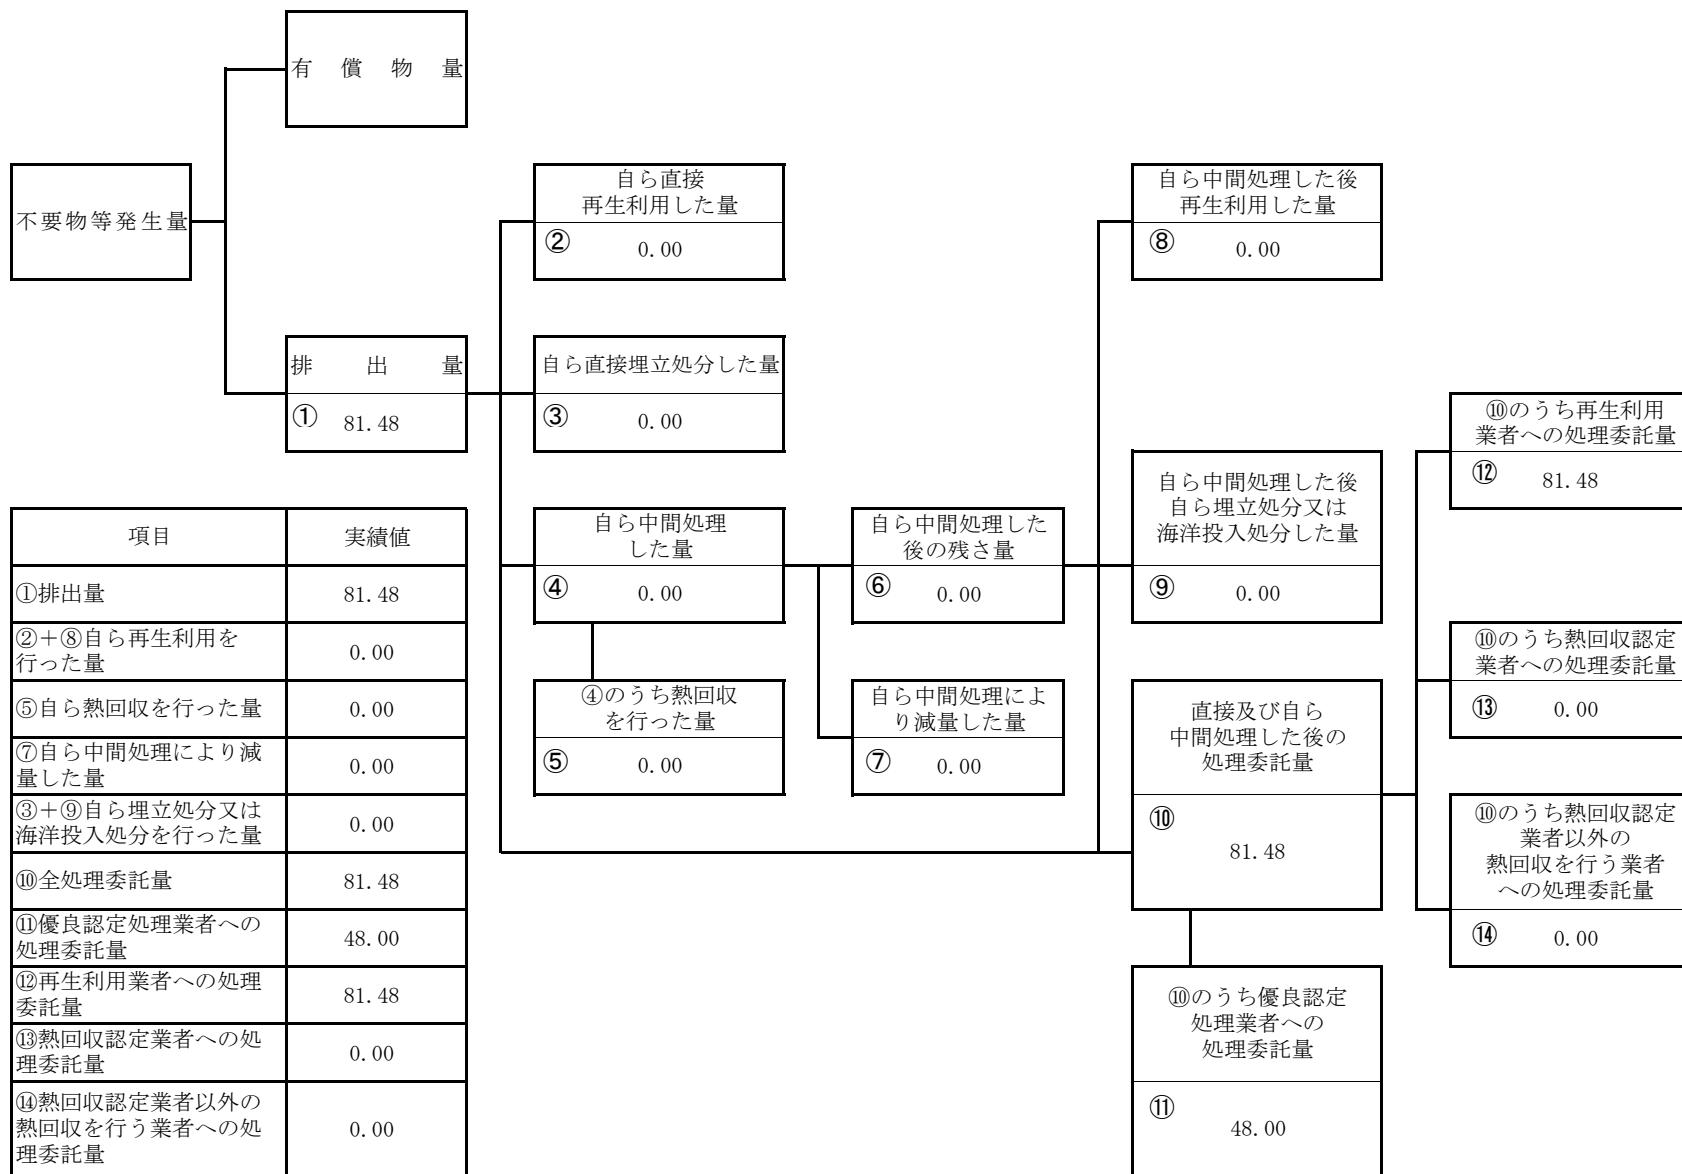 有償物量
不要物等発生量
排出量
① 81.48
自ら直接
再生利用した量
② 0.00
自ら直接埋立処分した量
③ 0.00
自ら中間処理
した量
④ 0.00
④のうち熱回収
を行った量
⑤ 0.00
自ら中間処理した
後の残さ量
⑥ 0.00
自ら中間処理によ
り減量した量
⑦ 0.00
自ら中間処理した後
再生利用した量
⑧ 0.00
自ら中間処理した後
自ら埋立処分又は
海洋投入処分した量
⑨ 0.00
直接及び自ら
中間処理した後の
処理委託量
⑩
81.48
⑩のうち優良認定
処理業者への
処理委託量
⑪
48.00
⑩のうち再生利用
業者への処理委託量
⑫ 81.48
⑩のうち熱回収認定
業者への処理委託量
⑬ 0.00
⑩のうち熱回収認定
業者以外の
熱回収を行う業者
への処理委託量
⑭ 0.00
項目 実績値
①排出量 81.48
②+⑧自ら再生利用を
行った量 0.00
⑤自ら熱回収を行った量 0.00
⑦自ら中間処理により減
量した量 0.00
③+⑨自ら埋立処分又は
海洋投入処分を行った量 0.00
⑩全処理委託量 81.48
⑪優良認定処理業者への
処理委託量 48.00
⑫再生利用業者への処理
委託量 81.48
⑬熱回収認定業者への処
理委託量 0.00
⑭熱回収認定業者以外の
熱回収を行う業者への処
理委託量 0.00